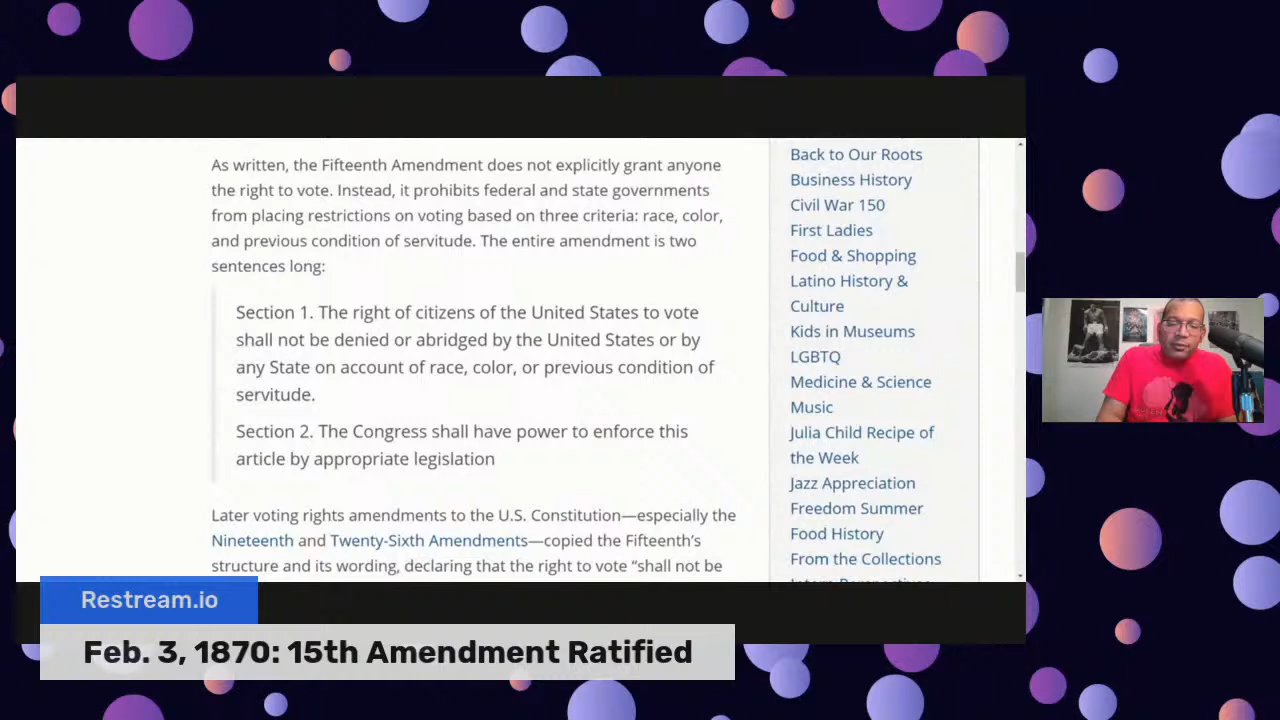 As written, the Fifteenth Amendment does not explicitly grant anyone
the right to vote. Instead, it prohibits federal and state governments
from placing restrictions on voting based on three criteria: race, color,
and previous condition of servitude. The entire amendment is two
sentences long:
Section 1. The right of citizens of the United States to vote
shall not be denied or abridged by the United States or by
any State on account of race, color, or previous condition of
servitude.
Section 2. The Congress shall have power to enforce this
article by appropriate legislation
Later voting rights amendments to the U.S. Constitution—especially the
Nineteenth and Twenty-Sixth Amendments—copied the Fifteenth's
structure and its wording, declaring that the right to vote “shall not be
Back to Our Roots
Business History
Civil War 150
First Ladies
Food & Shopping
Latino History &
Culture
Kids in Museums
LGBTQ
Medicine & Science
Music
Julia Child Recipe of
the Week
Jazz Appreciation
Freedom Summer
Food History
From the Collections
Restream.io
Feb. 3, 1870: 15th Amendment Ratified